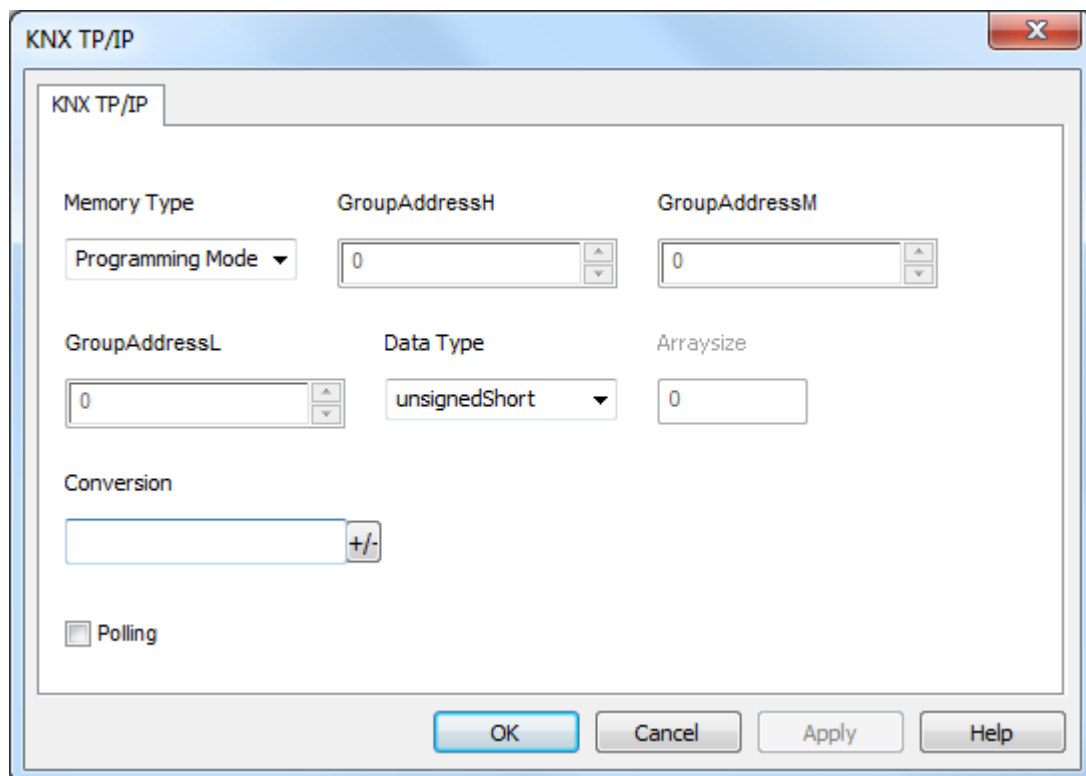 KNX TP/IP
KNX TP/IP
Memory Type GroupAddressH GroupAddressM
Programming Mode 0 0
GroupAddressL Data Type Arraysize
0 unsignedShort 0
Conversion
+/-
Polling
OK Cancel Apply Help